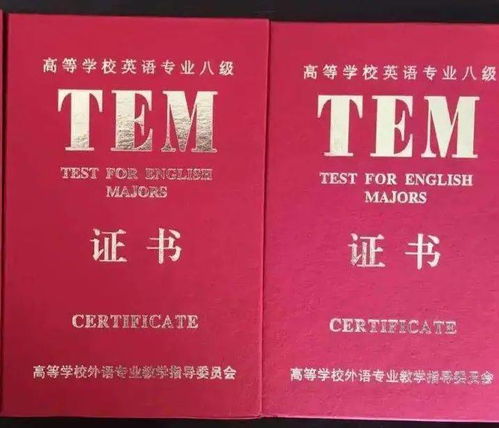 高等学校英语专业八级
TEM
TEST FOR ENGLISH
MAJORS
证书
CERTIFICATE
高等学校外语专业教学指导委员会
高等学校英语专业八级
TEM
TEST FOR ENGLISH
MAJORS
证书
CERTIFICATE
高等学校外语专业教学指导委员会